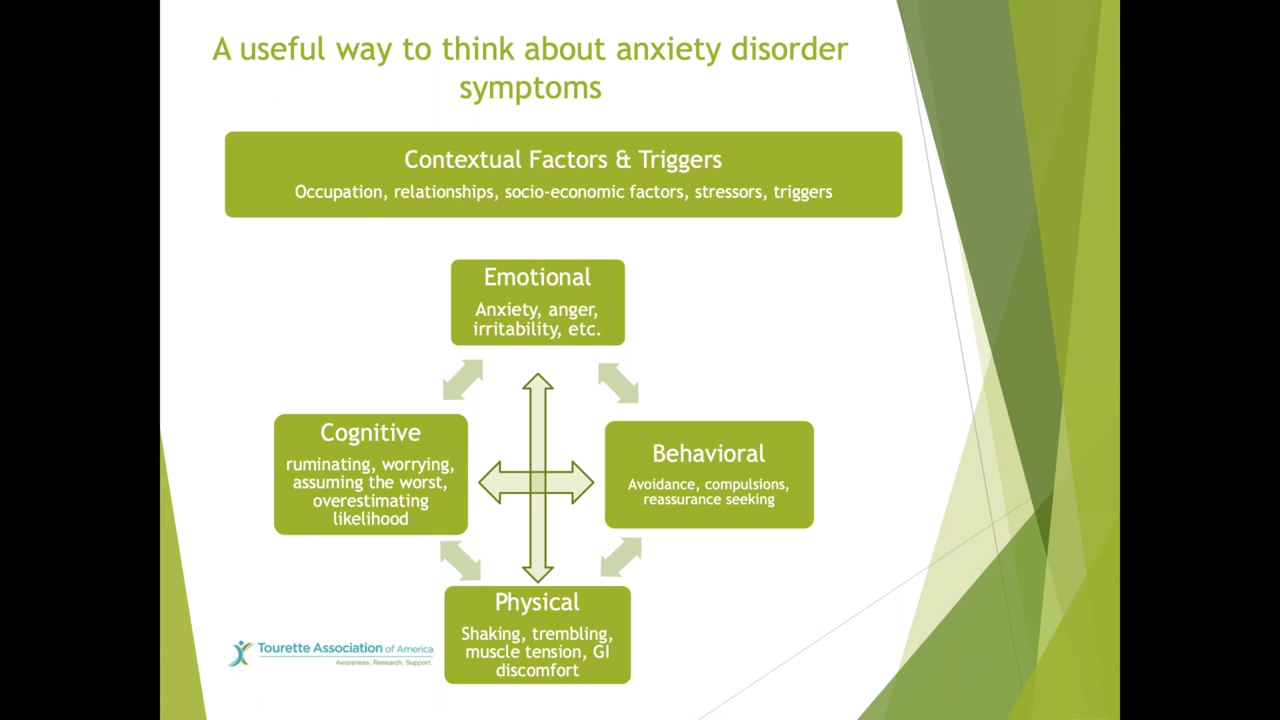 A useful way to think about anxiety disorder
symptoms
Contextual Factors & Triggers
Occupation, relationships, socio-economic factors, stressors, triggers
Emotional
Anxiety, anger,
irritability, etc.
Cognitive
ruminating, worrying,
assuming the worst,
overestimating
likelihood
Behavioral
Avoidance, compulsions,
reassurance seeking
Physical
Shaking, trembling,
muscle tension, GI
discomfort
Tourette Association of America
Awareness. Research. Support.